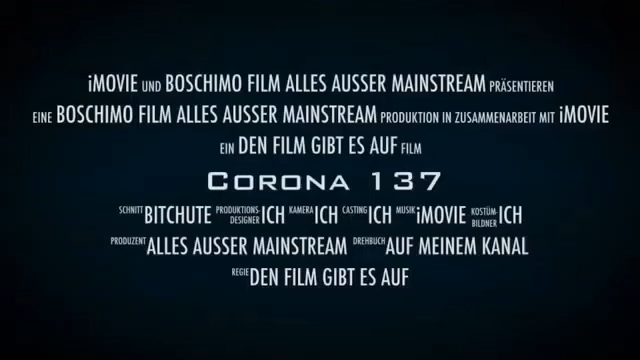 iMOVIE UND BOSCHIMO FILM ALLES AUSSER MAINSTREAM PRÄSENTIEREN
EINE BOSCHIMO FILM ALLES AUSSER MAINSTREAM PRODUKTION IN ZUSAMMENARBEIT MIT iMOVIE
EIN DEN FILM GIBT ES AUF FILM
CORONA 137
SCHNITT BITCHUTE PRODUKTIONS-DESIGNER ICH KAMERA ICH CASTING ICH MUSIK iMOVIE KOSTÜM-BILDNER ICH
PRODUZENT ALLES AUSSER MAINSTREAM DREHBUCH AUF MEINEM KANAL
REGIE DEN FILM GIBT ES AUF